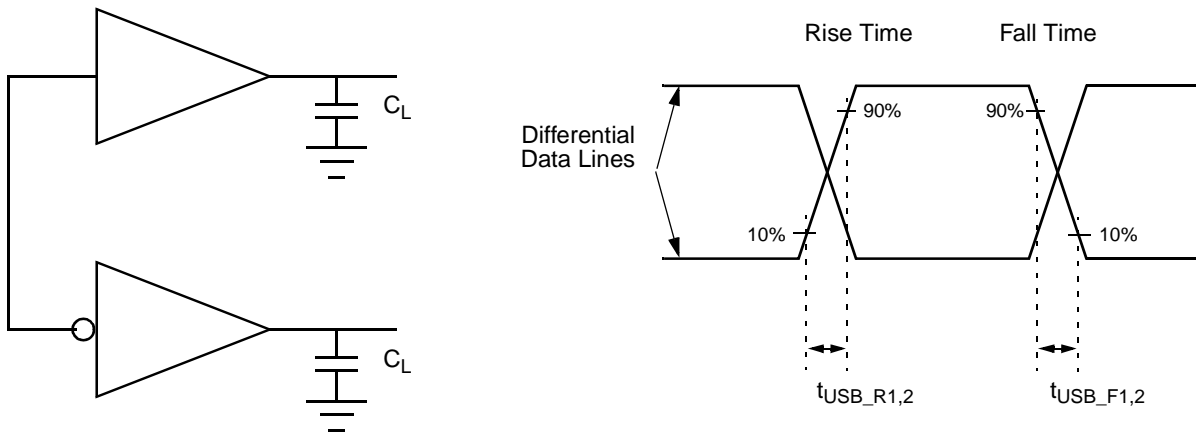 C_L
C_L
Rise Time
Fall Time
Differential
Data Lines
90%
90%
10%
10%
t_USB_R1,2
t_USB_F1,2